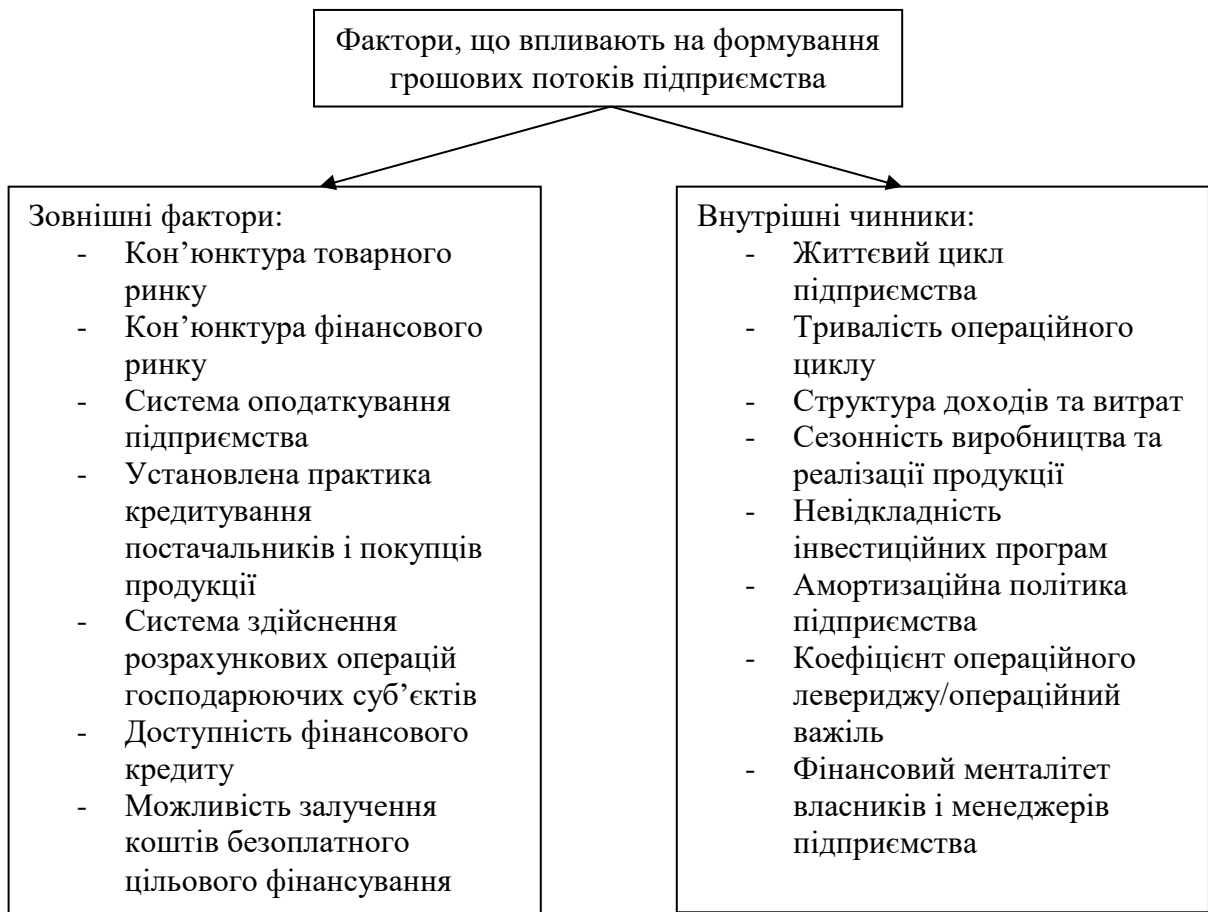 Фактори, що впливають на формування
грошових потоків підприємства
Зовнішні фактори:
- Кон’юнктура товарного
ринку
- Кон’юнктура фінансового
ринку
- Система оподаткування
підприємства
- Установлена практика
кредитування
постачальників і покупців
продукції
- Система здійснення
розрахункових операцій
господарюючих суб’єктів
- Доступність фінансового
кредиту
- Можливість залучення
коштів безоплатного
цільового фінансування
Внутрішні чинники:
- Життєвий цикл
підприємства
- Тривалість операційного
циклу
- Структура доходів та витрат
- Сезонність виробництва та
реалізації продукції
- Невідкладність
інвестиційних програм
- Амортизаційна політика
підприємства
- Коефіцієнт операційного
левериджу/операційний
важіль
- Фінансовий менталітет
власників і менеджерів
підприємства